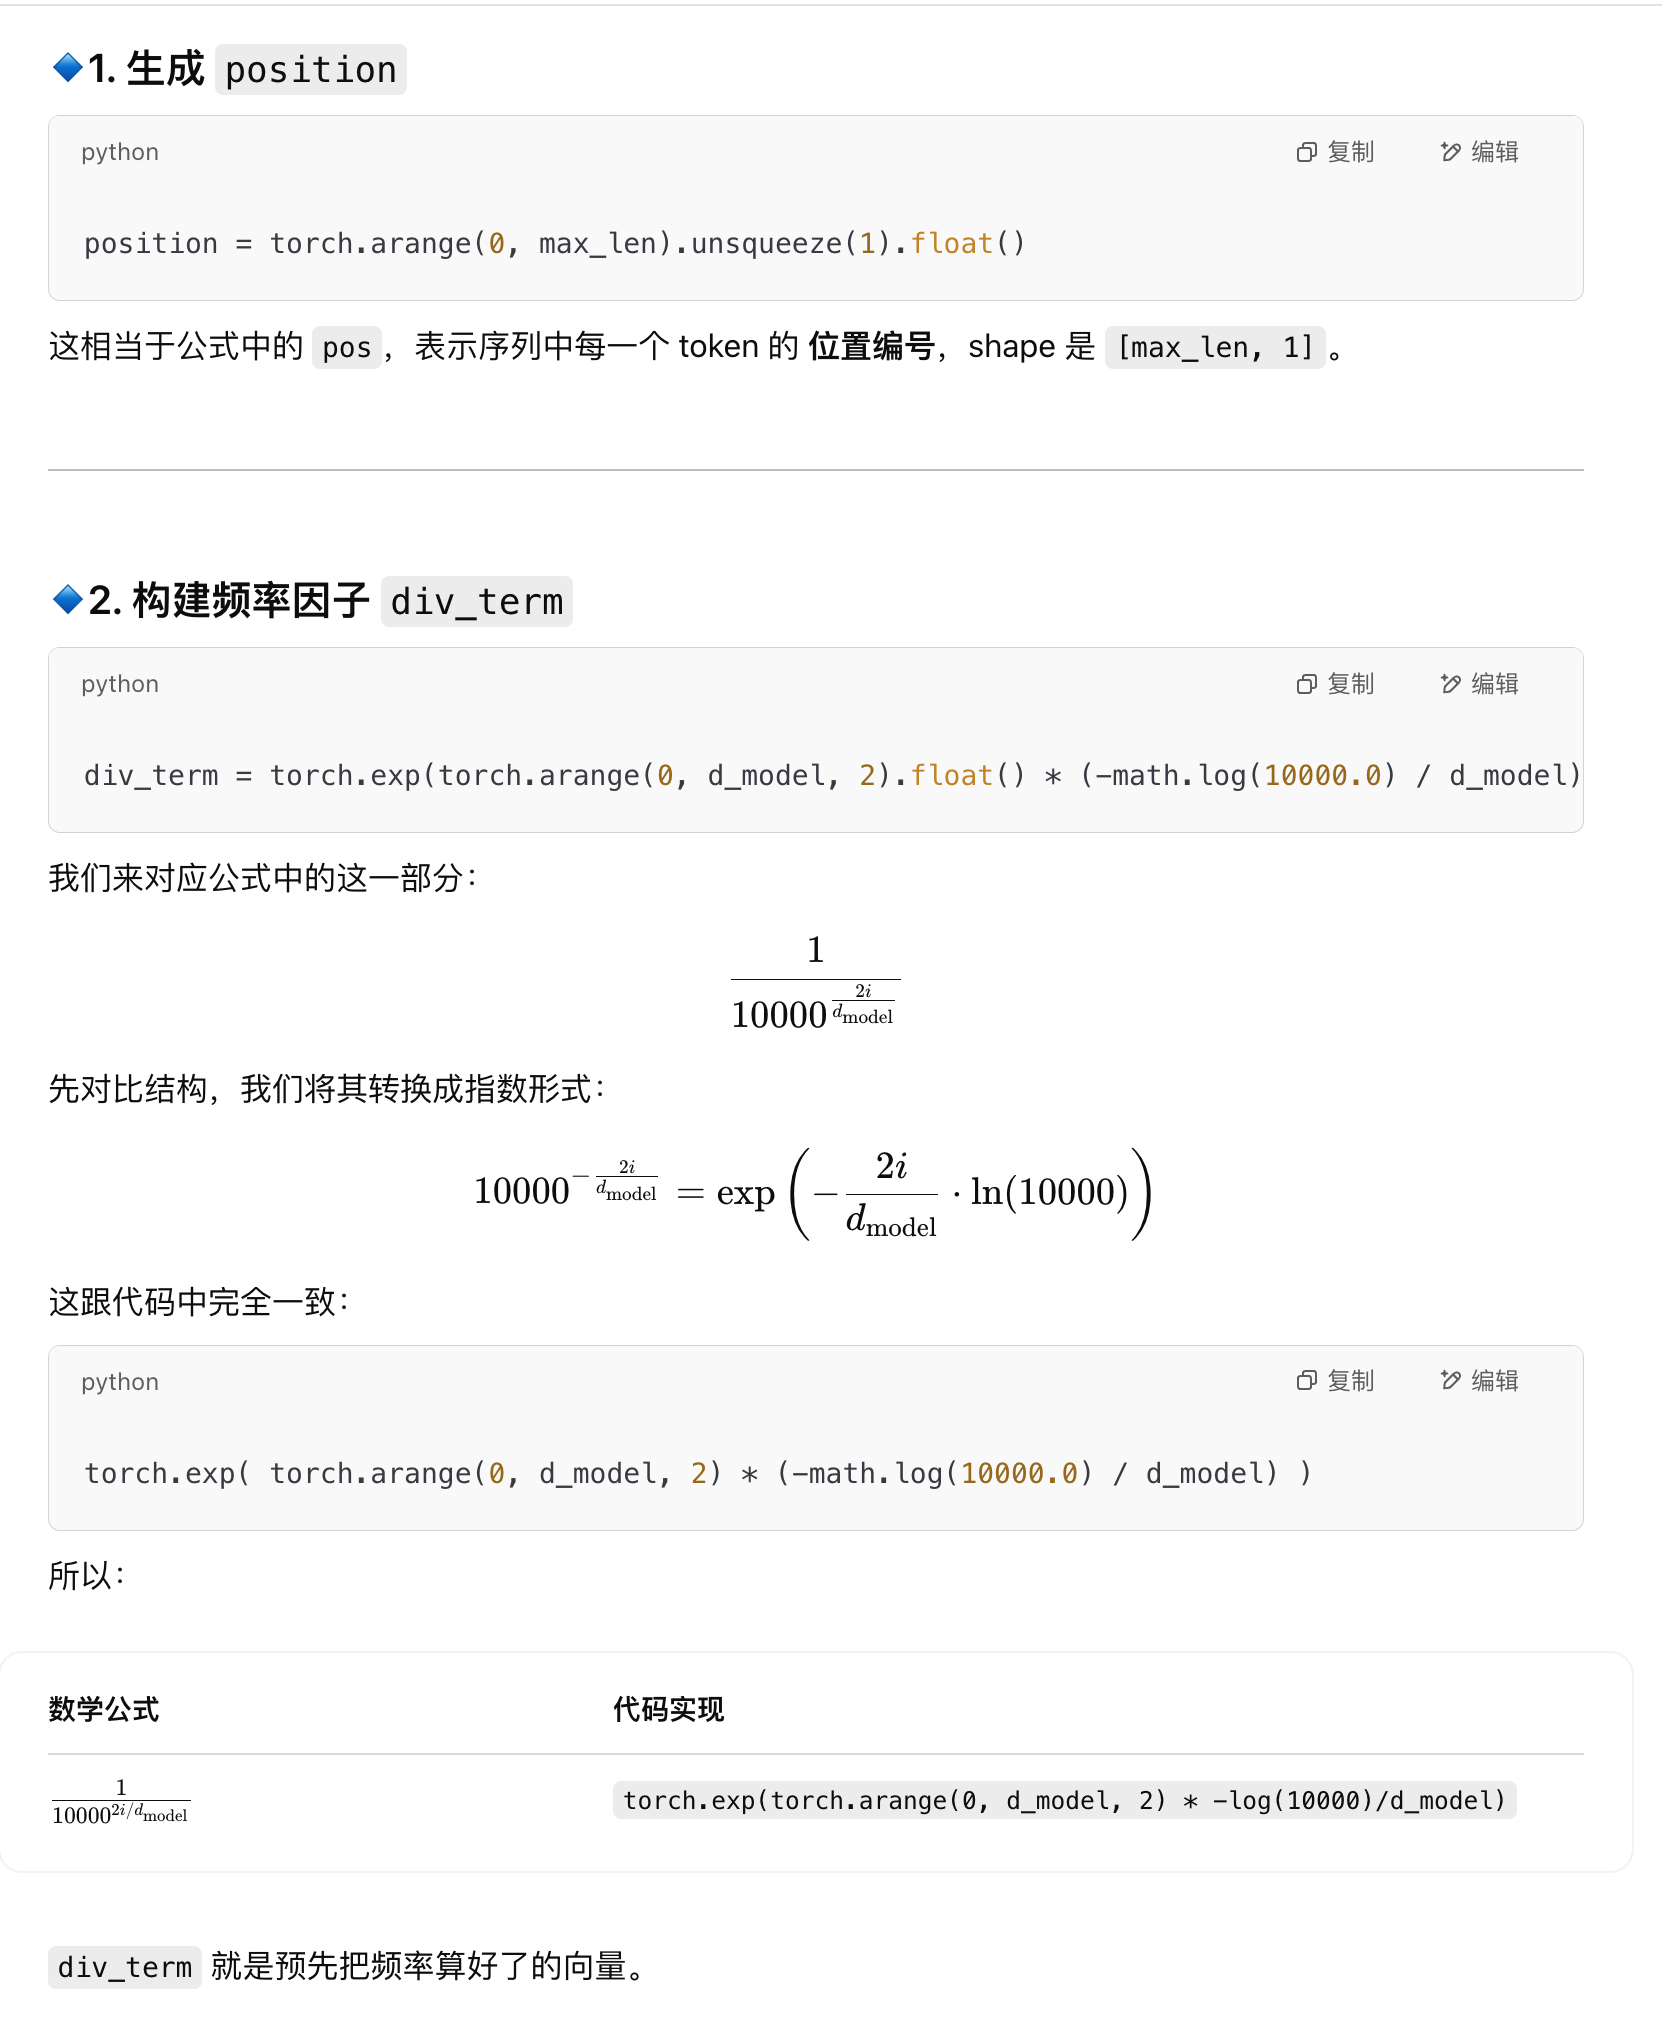 🔷1. 生成 position
python 复制 编辑
position = torch.arange(0, max_len).unsqueeze(1).float()
这相当于公式中的 pos，表示序列中每一个 token 的 位置编号，shape 是 [max_len, 1]。
🔷2. 构建频率因子 div_term
python 复制 编辑
div_term = torch.exp(torch.arange(0, d_model, 2).float() * (-math.log(10000.0) / d_model)
我们来对应公式中的这一部分：
\frac{1}{10000^{\frac{2i}{d_{\text{model}}}}}
先对比结构，我们将其转换成指数形式：
10000^{-\frac{2i}{d_{\text{model}}}} = \exp\left(-\frac{2i}{d_{\text{model}}} \cdot \ln(10000)\right)
这跟代码中完全一致：
python 复制 编辑
torch.exp( torch.arange(0, d_model, 2) * (-math.log(10000.0) / d_model) )
所以：
数学公式 代码实现
\frac{1}{10000^{2i/d_{\text{model}}}} torch.exp(torch.arange(0, d_model, 2) * -log(10000)/d_model)
div_term 就是预先把频率算好了的向量。